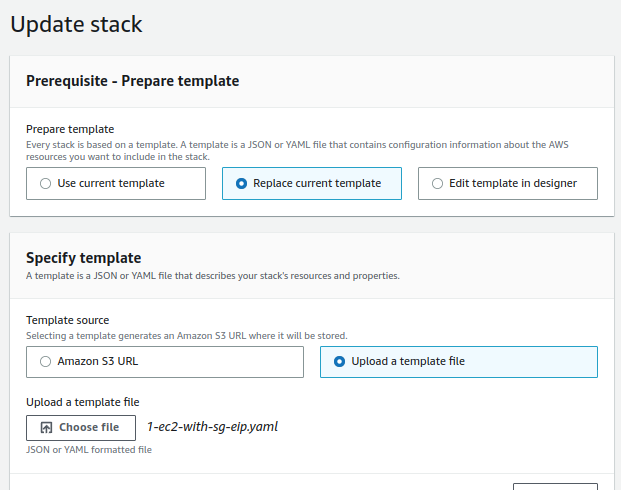 Update stack
Prerequisite - Prepare template
Prepare template
Every stack is based on a template. A template is a JSON or YAML file that contains configuration information about the AWS
resources you want to include in the stack.
Use current template
Replace current template
Edit template in designer
Specify template
A template is a JSON or YAML file that describes your stack's resources and properties.
Template source
Selecting a template generates an Amazon S3 URL where it will be stored.
Amazon S3 URL
Upload a template file
Upload a template file
Choose file
1-ec2-with-sg-eip.yaml
JSON or YAML formatted file